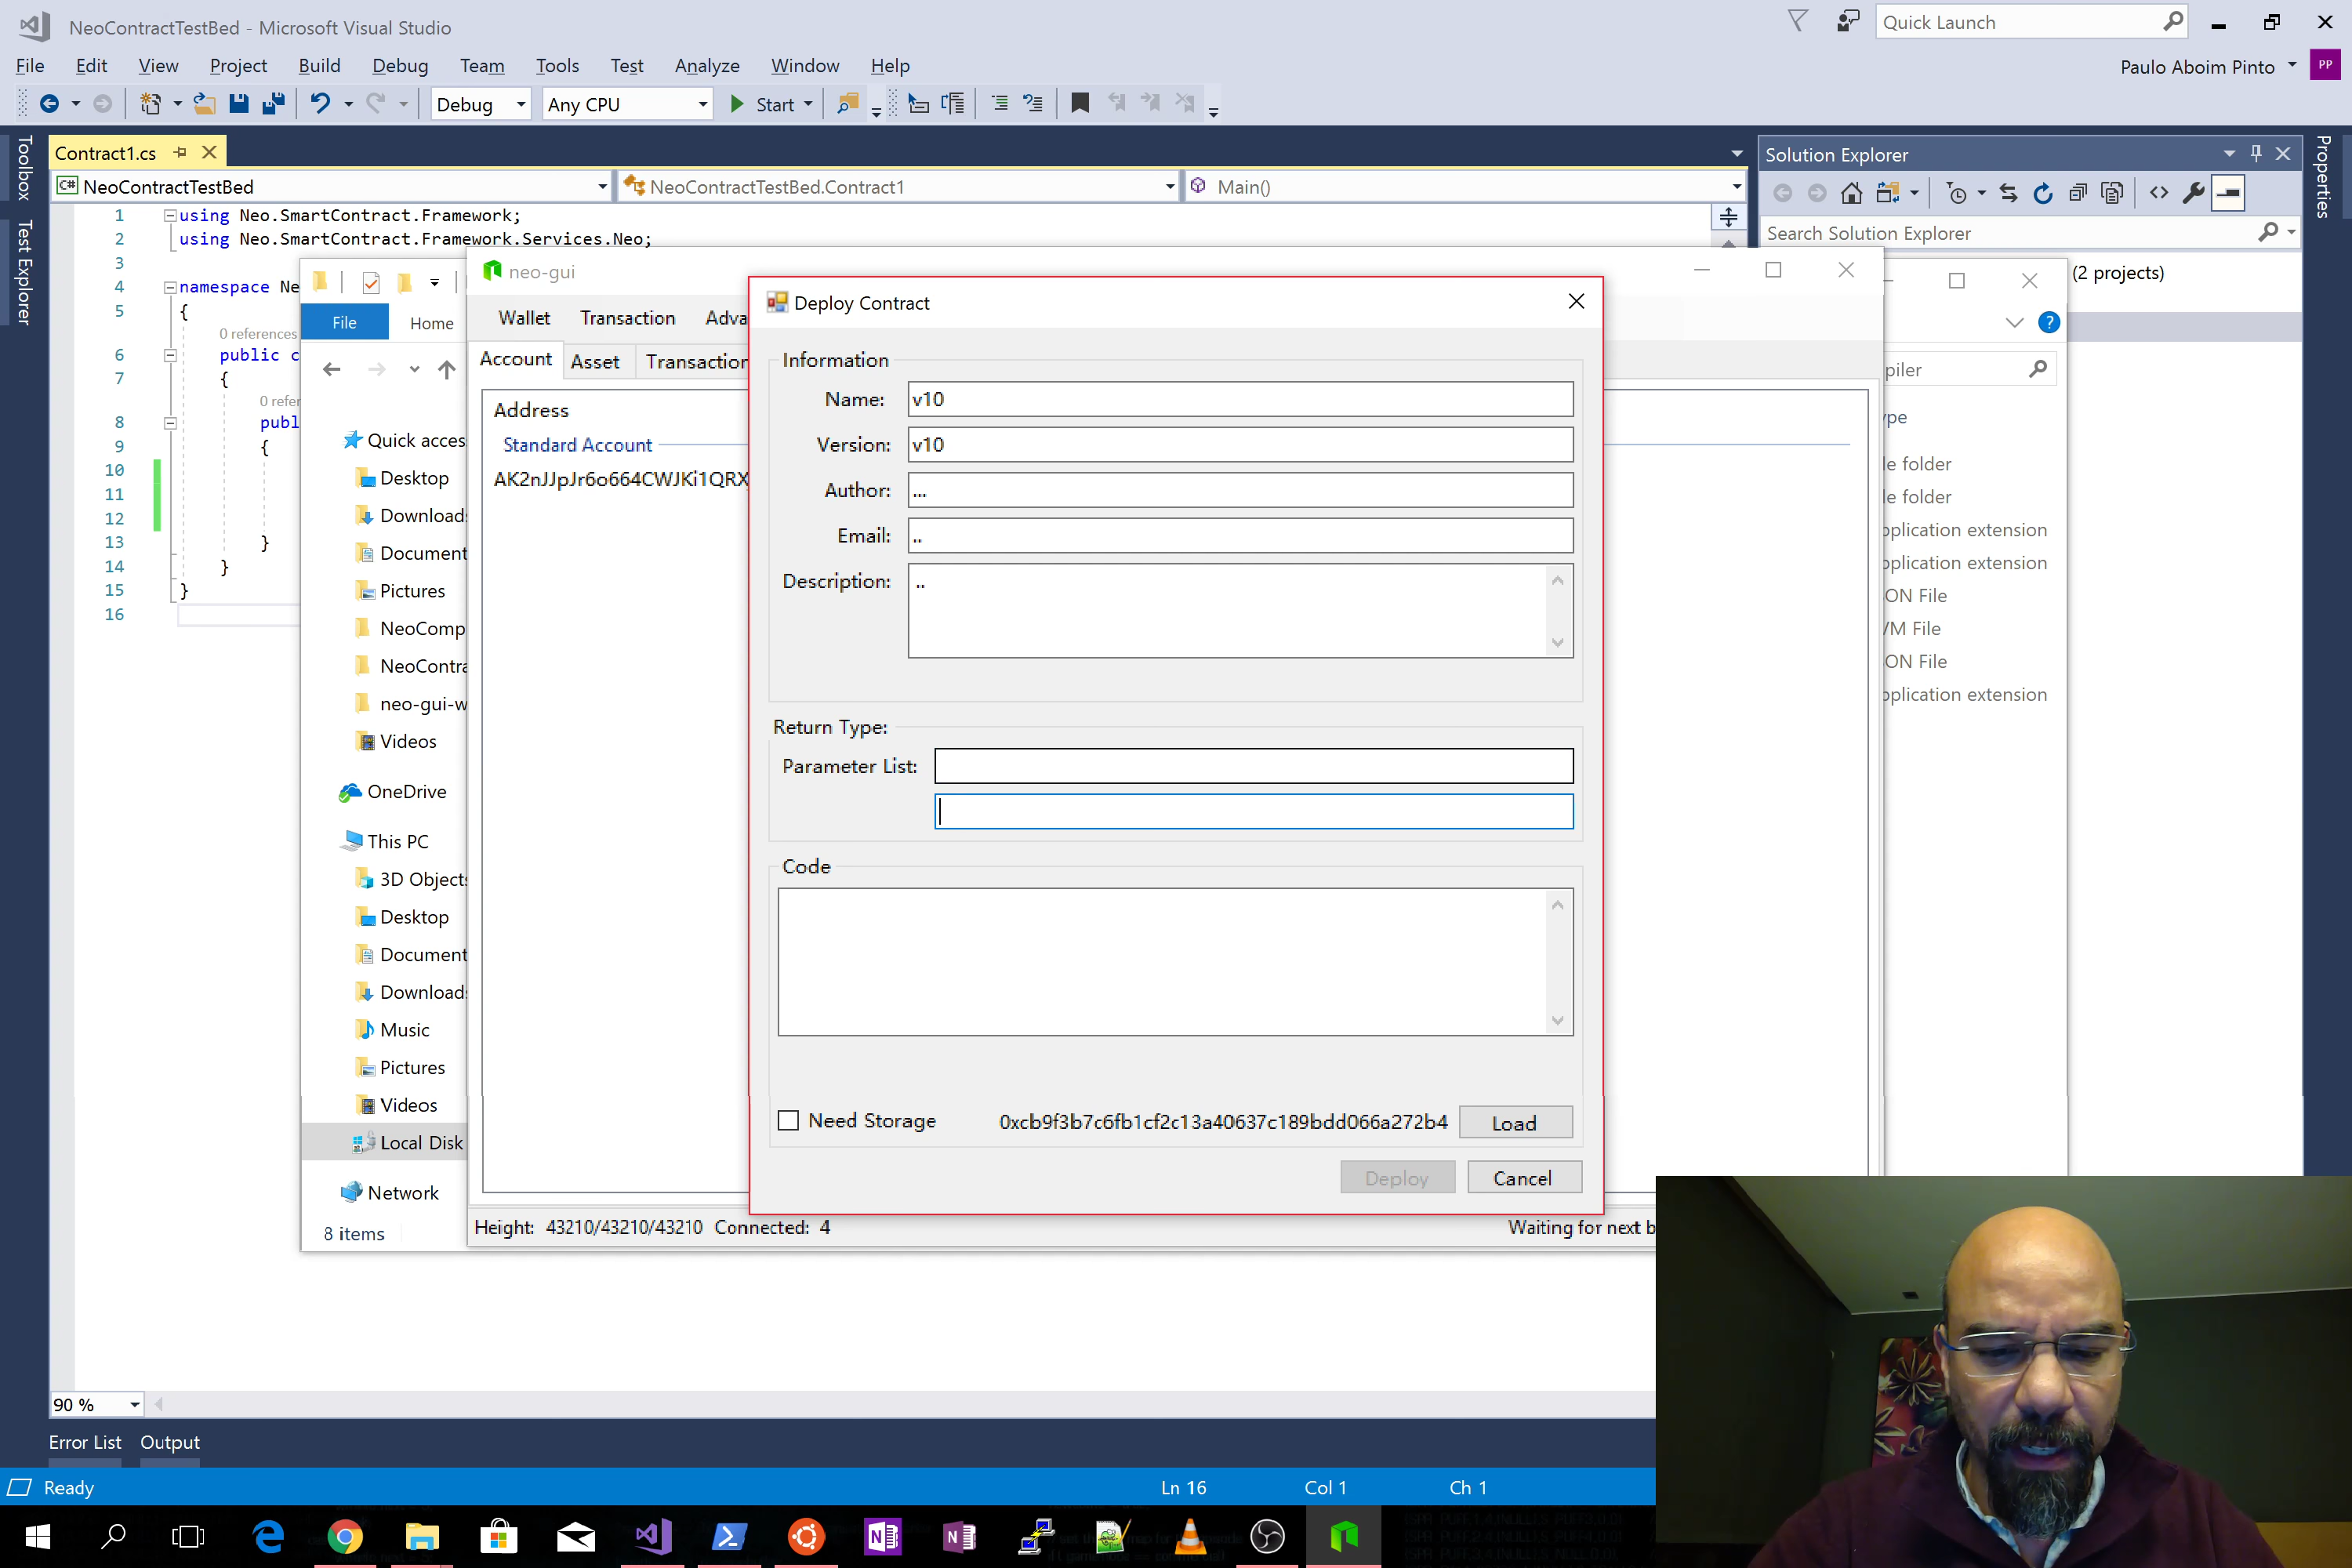 NeoContractTestBed - Microsoft Visual Studio
Quick Launch
File Edit View Project Build Debug Team Tools Test Analyze Window Help
Paulo Aboim Pinto PP
Debug Any CPU Start
Toolbox
Test Explorer
Contract1.cs
Solution Explorer
Properties
C# NeoContractTestBed NeoContractTestBed.Contract1 Main()
Search Solution Explorer
(2 projects)
1 using Neo.SmartContract.Framework;
2 using Neo.SmartContract.Framework.Services.Neo;
3
4 namespace Ne
5 {
0 references
6 public c
7 {
0 refer
8 publ
9 {
10
11
12
13 }
14 }
15 }
16
File Home
Quick acces
Desktop
Download
Document
Pictures
NeoComp
NeoContra
neo-gui-w
Videos
OneDrive
This PC
3D Objects
Desktop
Document
Download
Music
Pictures
Videos
Local Disk
Network
8 items
neo-gui
Wallet Transaction Adva
Account Asset Transaction
Address
Standard Account
AK2nJJpJr6o664CWJKi1QRX
Height: 43210/43210/43210 Connected: 4
Waiting for next b
Deploy Contract
Information
Name: v10
Version: v10
Author: ...
Email: ..
Description: ..
Return Type:
Parameter List:
Code
Need Storage 0xcb9f3b7c6fb1cf2c13a40637c189bdd066a272b4 Load
Deploy Cancel
?
piler
ype
le folder
le folder
pplication extension
pplication extension
ON File
VM File
ON File
pplication extension
90 %
Error List Output
Ready Ln 16 Col 1 Ch 1